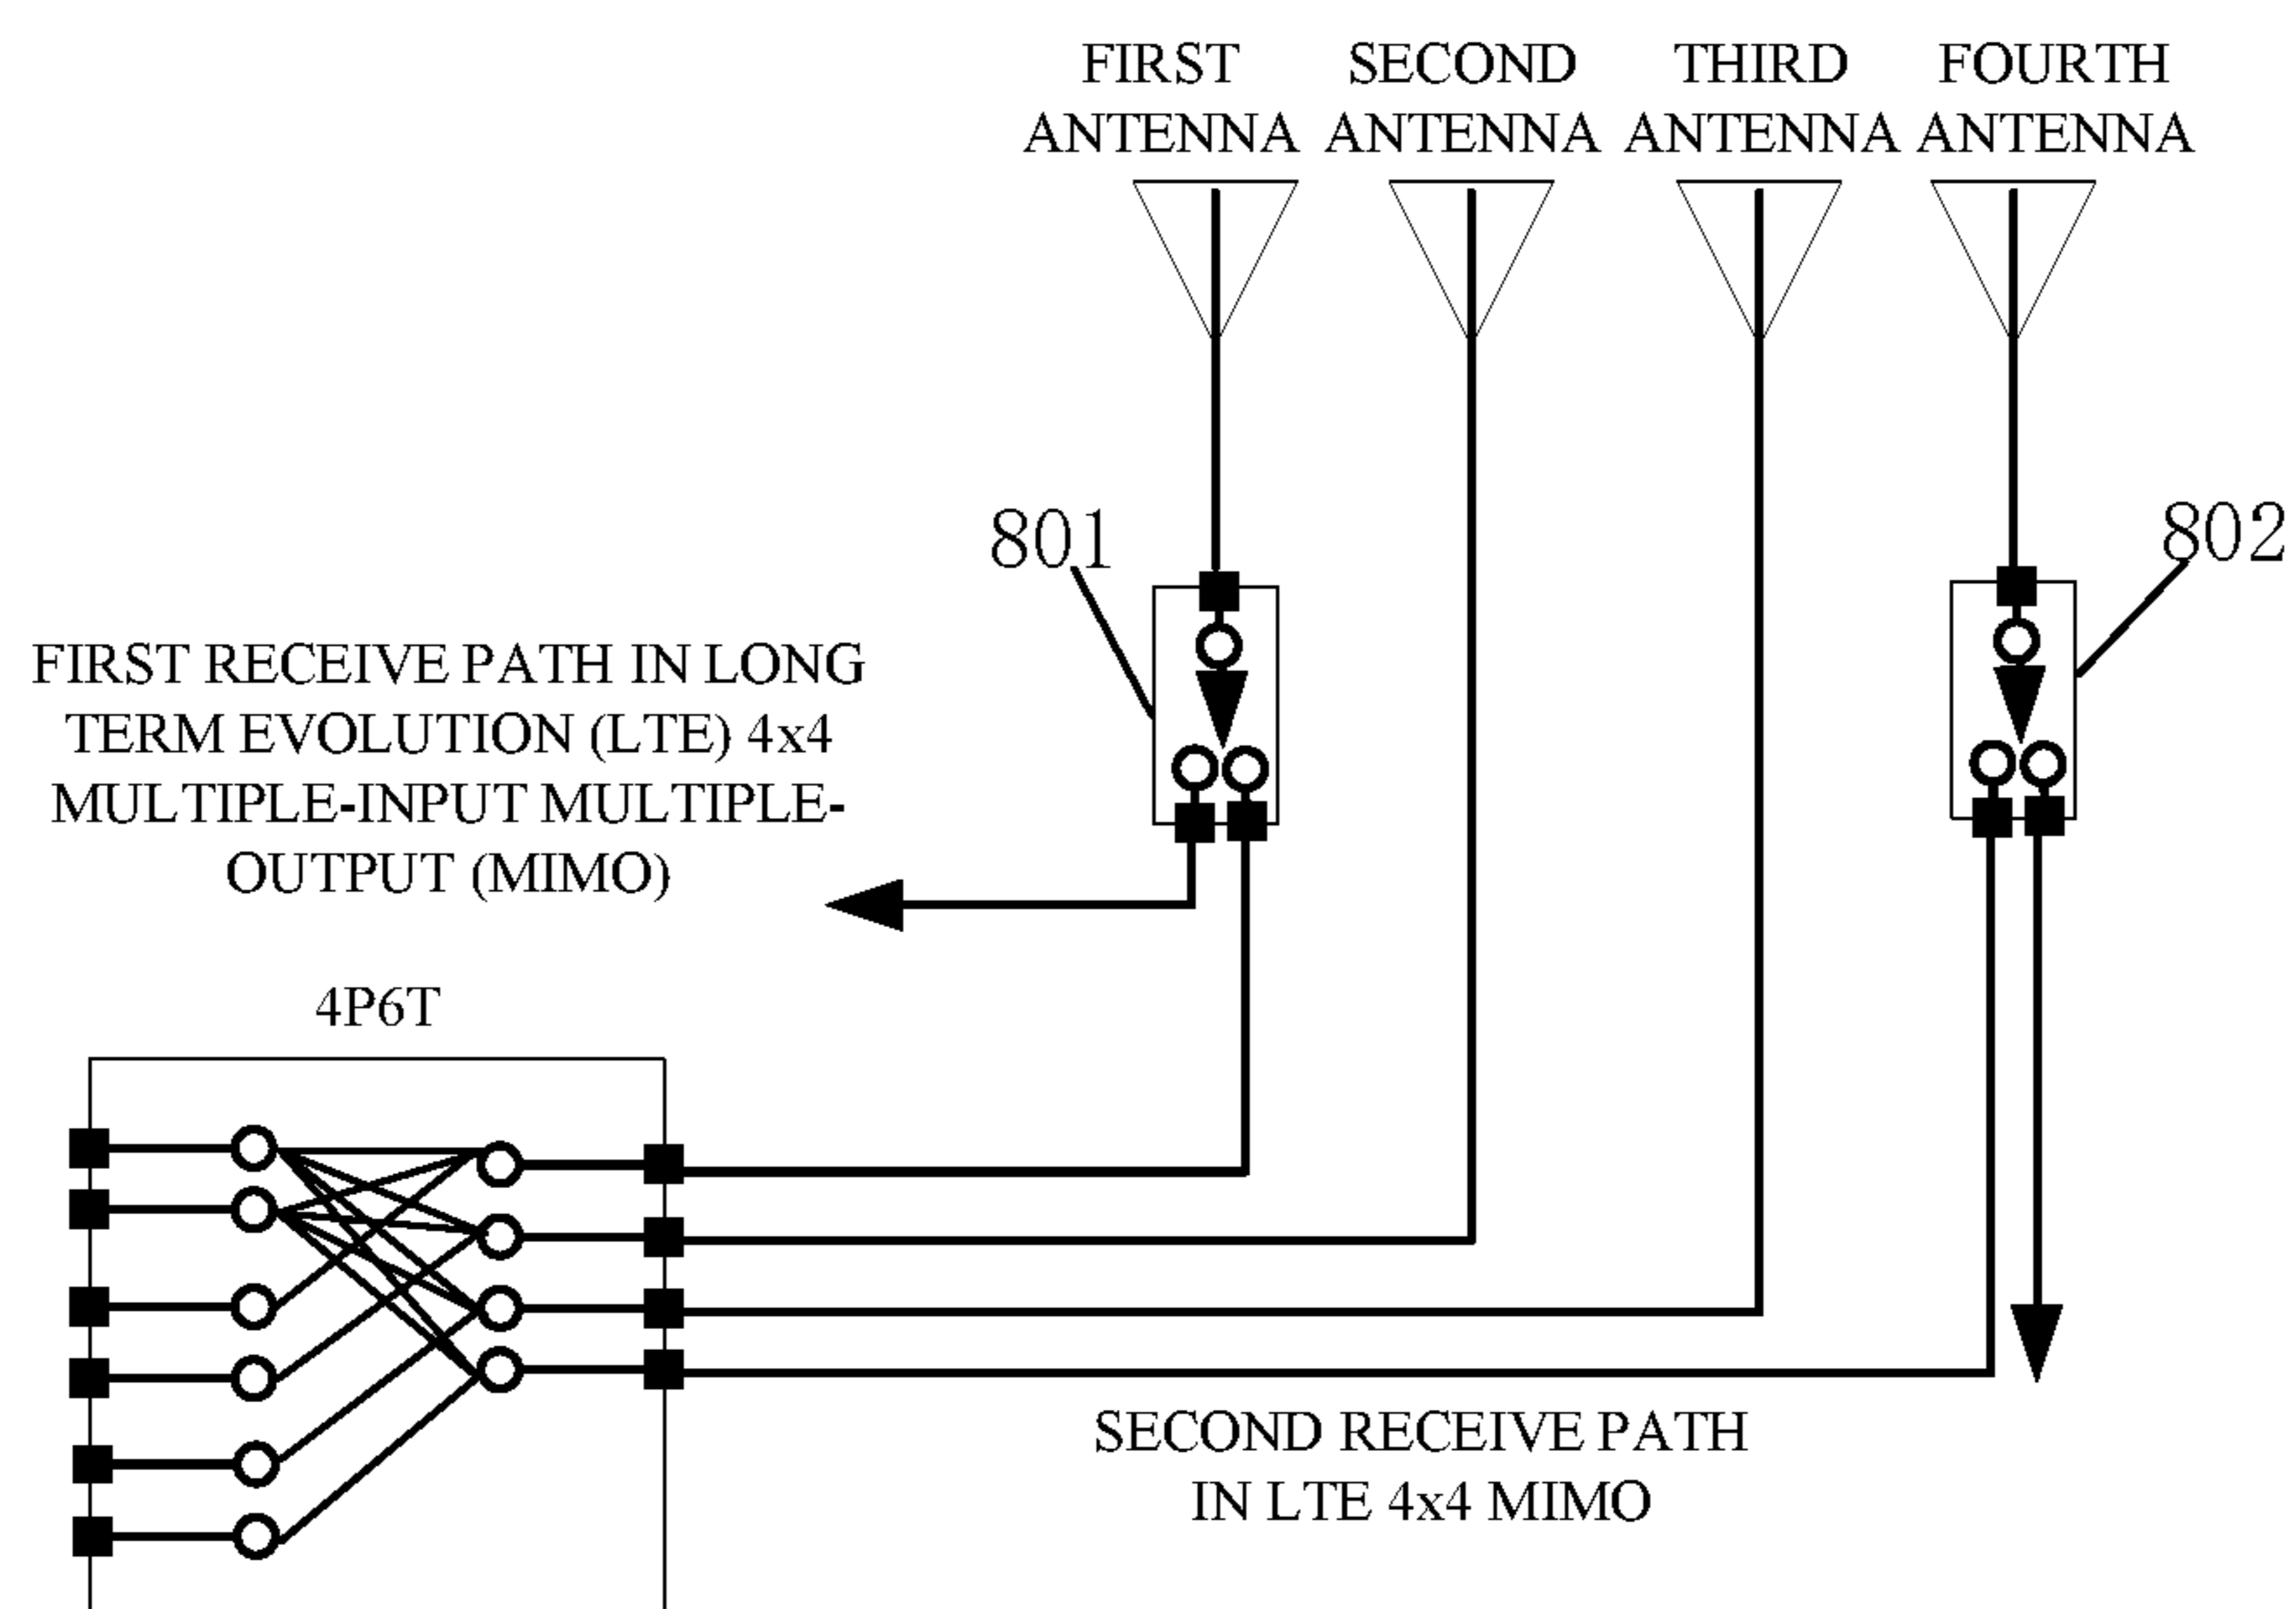 FIRST
ANTENNA
SECOND
ANTENNA
THIRD
ANTENNA
FOURTH
ANTENNA
801
802
FIRST RECEIVE PATH IN LONG
TERM EVOLUTION (LTE) 4x4
MULTIPLE-INPUT MULTIPLE-
OUTPUT (MIMO)
4P6T
SECOND RECEIVE PATH
IN LTE 4x4 MIMO